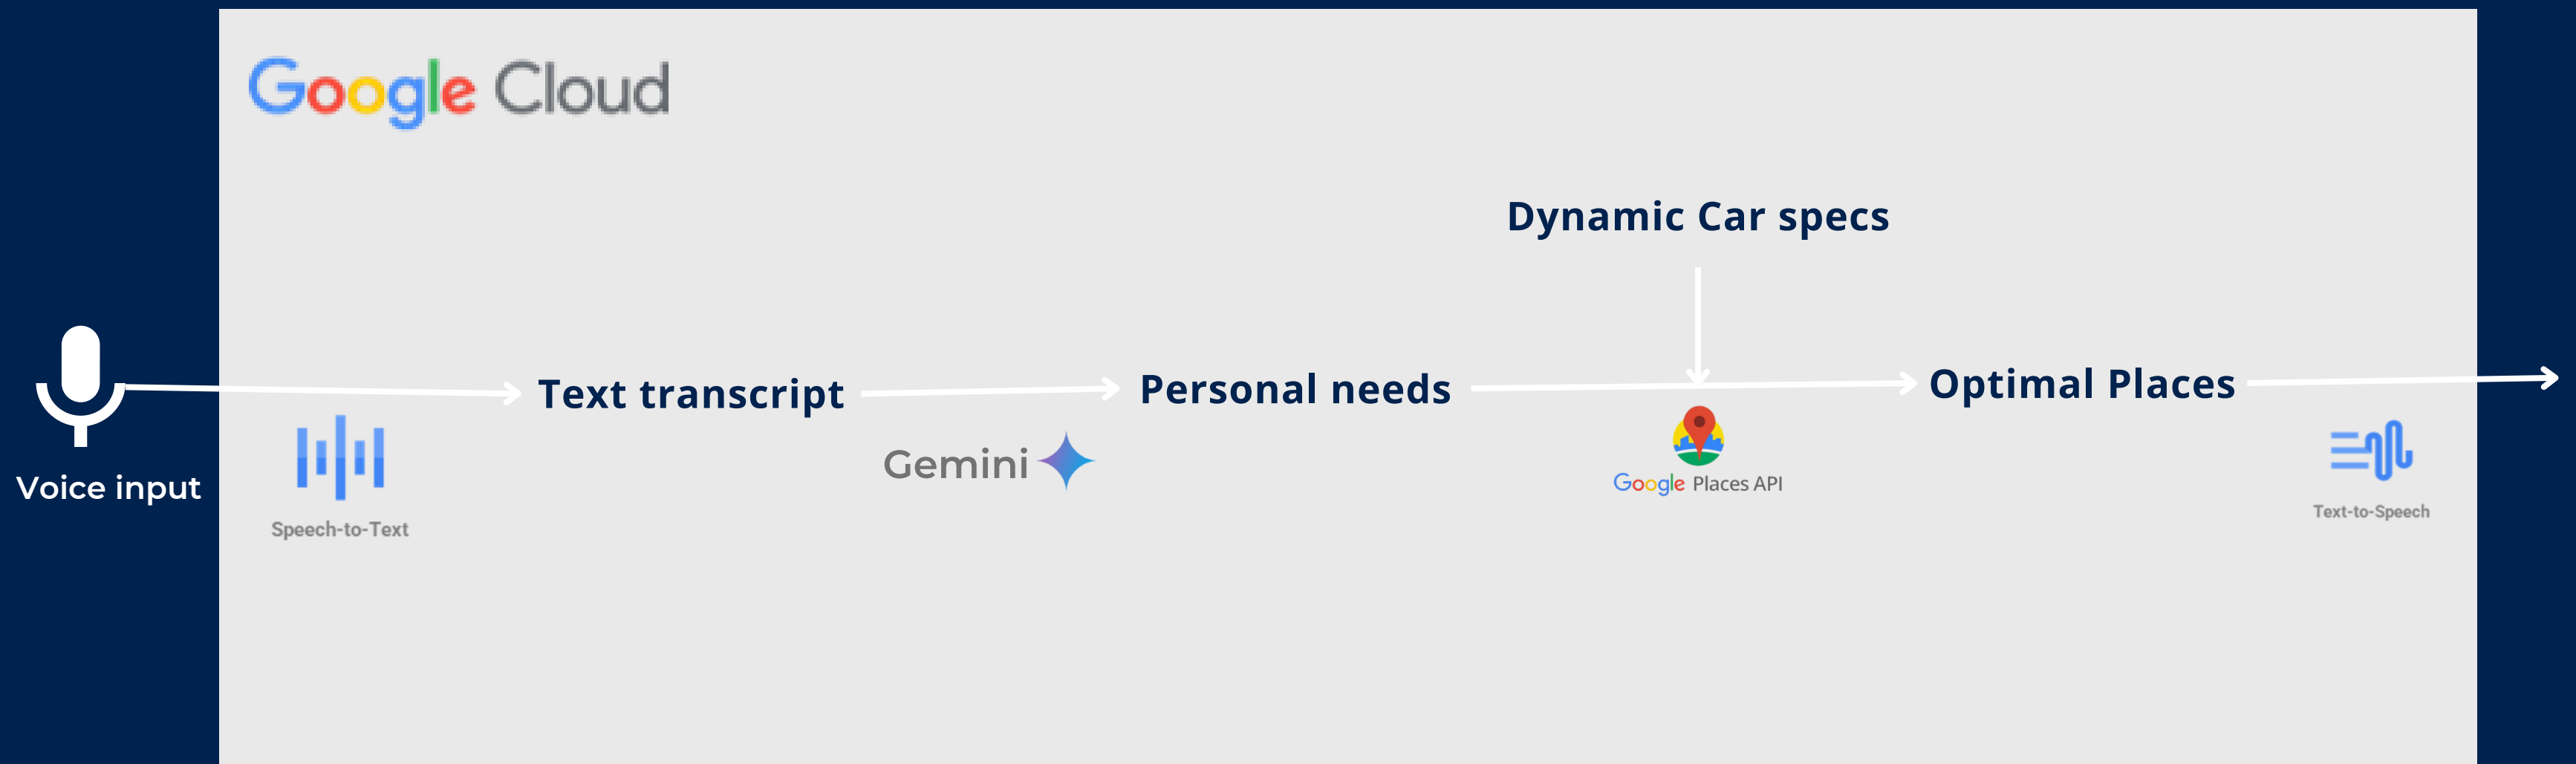 Google Cloud
Dynamic Car specs
Text transcript
Personal needs
Optimal Places
Gemini
Google Places API
Voice input
Speech-to-Text
Text-to-Speech